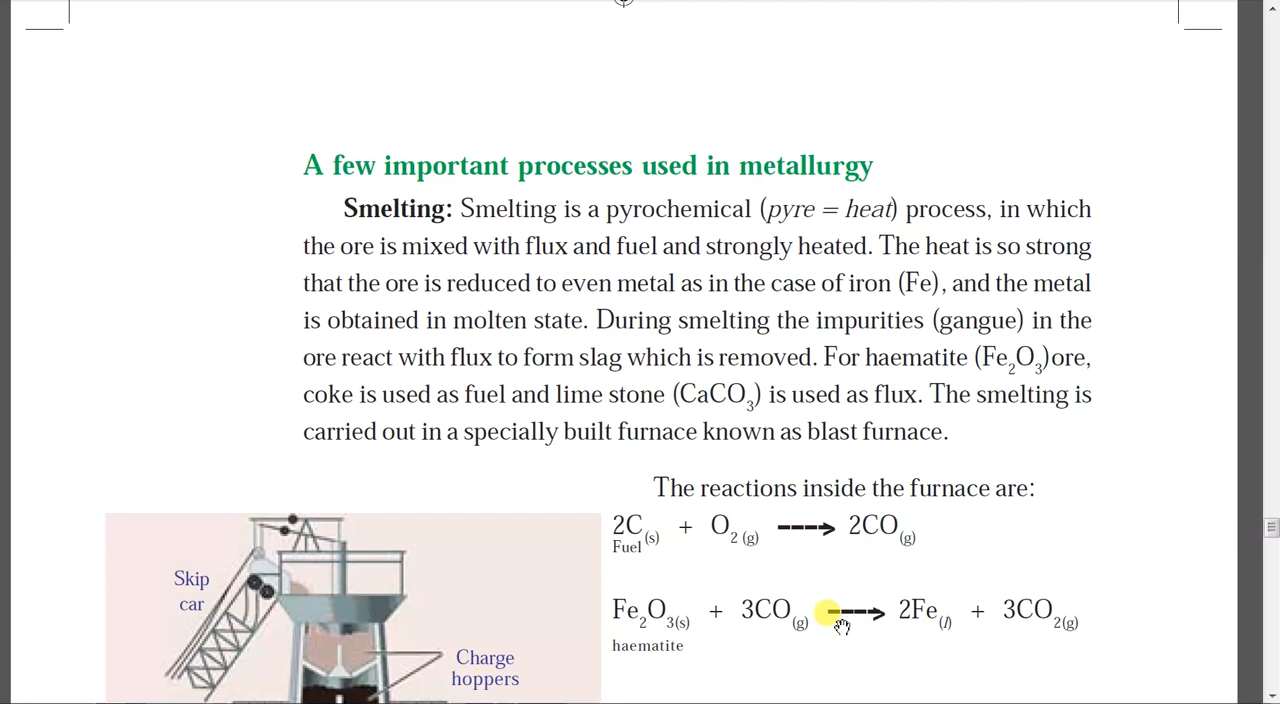 A few important processes used in metallurgy
Smelting: Smelting is a pyrochemical (pyre = heat) process, in which
the ore is mixed with flux and fuel and strongly heated. The heat is so strong
that the ore is reduced to even metal as in the case of iron (Fe), and the metal
is obtained in molten state. During smelting the impurities (gangue) in the
ore react with flux to form slag which is removed. For haematite (Fe₂O₃)ore,
coke is used as fuel and lime stone (CaCO₃) is used as flux. The smelting is
carried out in a specially built furnace known as blast furnace.
The reactions inside the furnace are:
2C(s) + O₂ (g) ----> 2CO(g)
Fuel
Fe₂O₃(s) + 3CO(g) ----> 2Fe(l) + 3CO₂(g)
haematite
Skip
car
Charge
hoppers